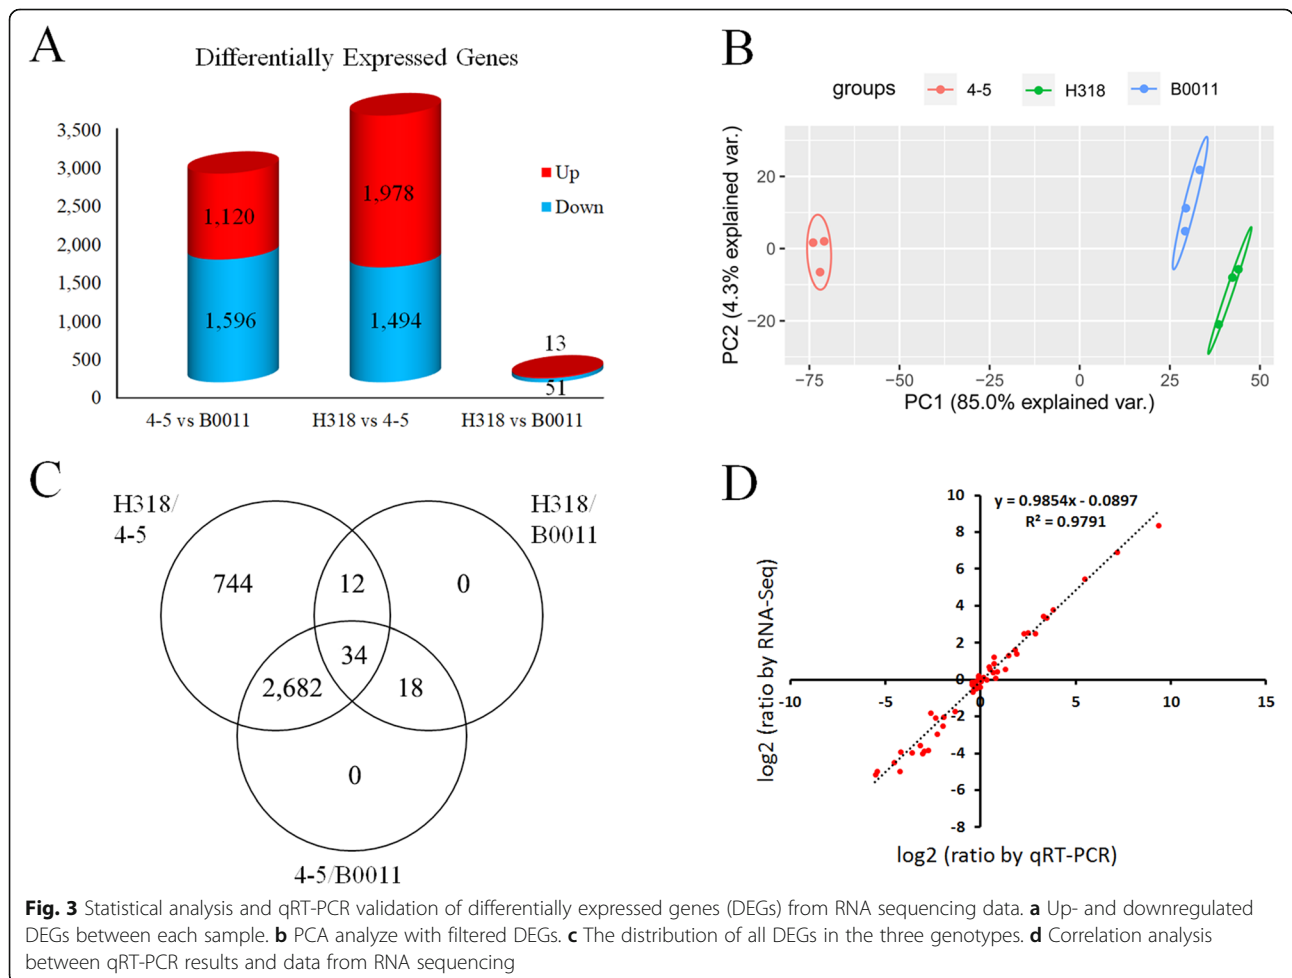 A
Differentially Expressed Genes
3,500
3,000
2,500
2,000
1,500
1,000
500
0
1,120
1,596
1,978
1,494
13
51
Up
Down
4-5 vs B0011
H318 vs 4-5
H318 vs B0011
B
groups
4-5
H318
B0011
PC2 (4.3% explained var.)
20
0
−20
−75
−50
−25
0
25
50
PC1 (85.0% explained var.)
C
H318/
4-5
H318/
B0011
744
12
0
34
2,682
18
0
4-5/B0011
D
y = 0.9854x - 0.0897
R² = 0.9791
log2 (ratio by RNA-Seq)
10
8
6
4
2
0
-2
-4
-6
-8
-10
-5
0
5
10
15
log2 (ratio by qRT-PCR)
Fig. 3 Statistical analysis and qRT-PCR validation of differentially expressed genes (DEGs) from RNA sequencing data. a Up- and downregulated
DEGs between each sample. b PCA analyze with filtered DEGs. c The distribution of all DEGs in the three genotypes. d Correlation analysis
between qRT-PCR results and data from RNA sequencing